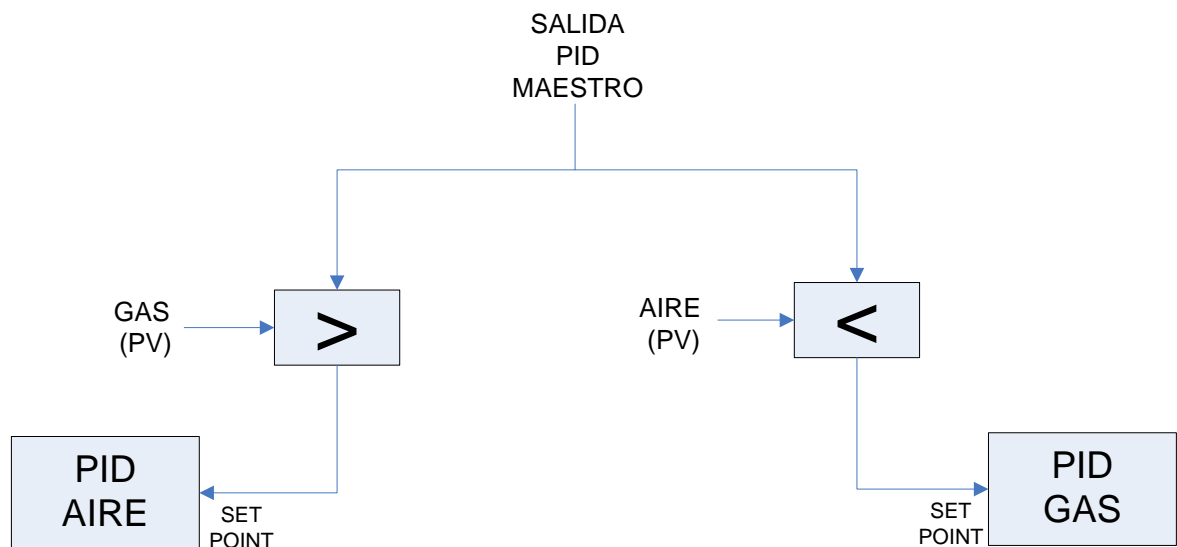 SALIDA
PID
MAESTRO
GAS
(PV)
>
AIRE
(PV)
<
PID
AIRE
SET
POINT
SET
POINT
PID
GAS